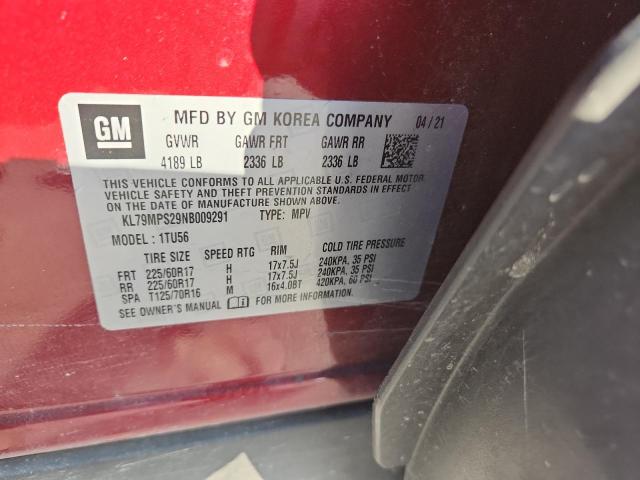 GM
MFD BY GM KOREA COMPANY 04/21
GVWR GAWR FRT GAWR RR
4189 LB 2336 LB 2336 LB
THIS VEHICLE CONFORMS TO ALL APPLICABLE U.S. FEDERAL MOTOR
VEHICLE SAFETY AND THEFT PREVENTION STANDARDS IN EFFECT
ON THE DATE OF MANUFACTURE SHOWN ABOVE.
KL79MPS29NB009291 TYPE: MPV
MODEL: 1TU56
TIRE SIZE SPEED RTG RIM COLD TIRE PRESSURE
FRT 225/60R17 H 17x7.5J 240KPA, 35 PSI
RR 225/60R17 H 17x7.5J 240KPA, 35 PSI
SPA T125/70R16 M 16x4.0BT 420KPA, 60 PSI
SEE OWNER'S MANUAL FOR MORE INFORMATION.